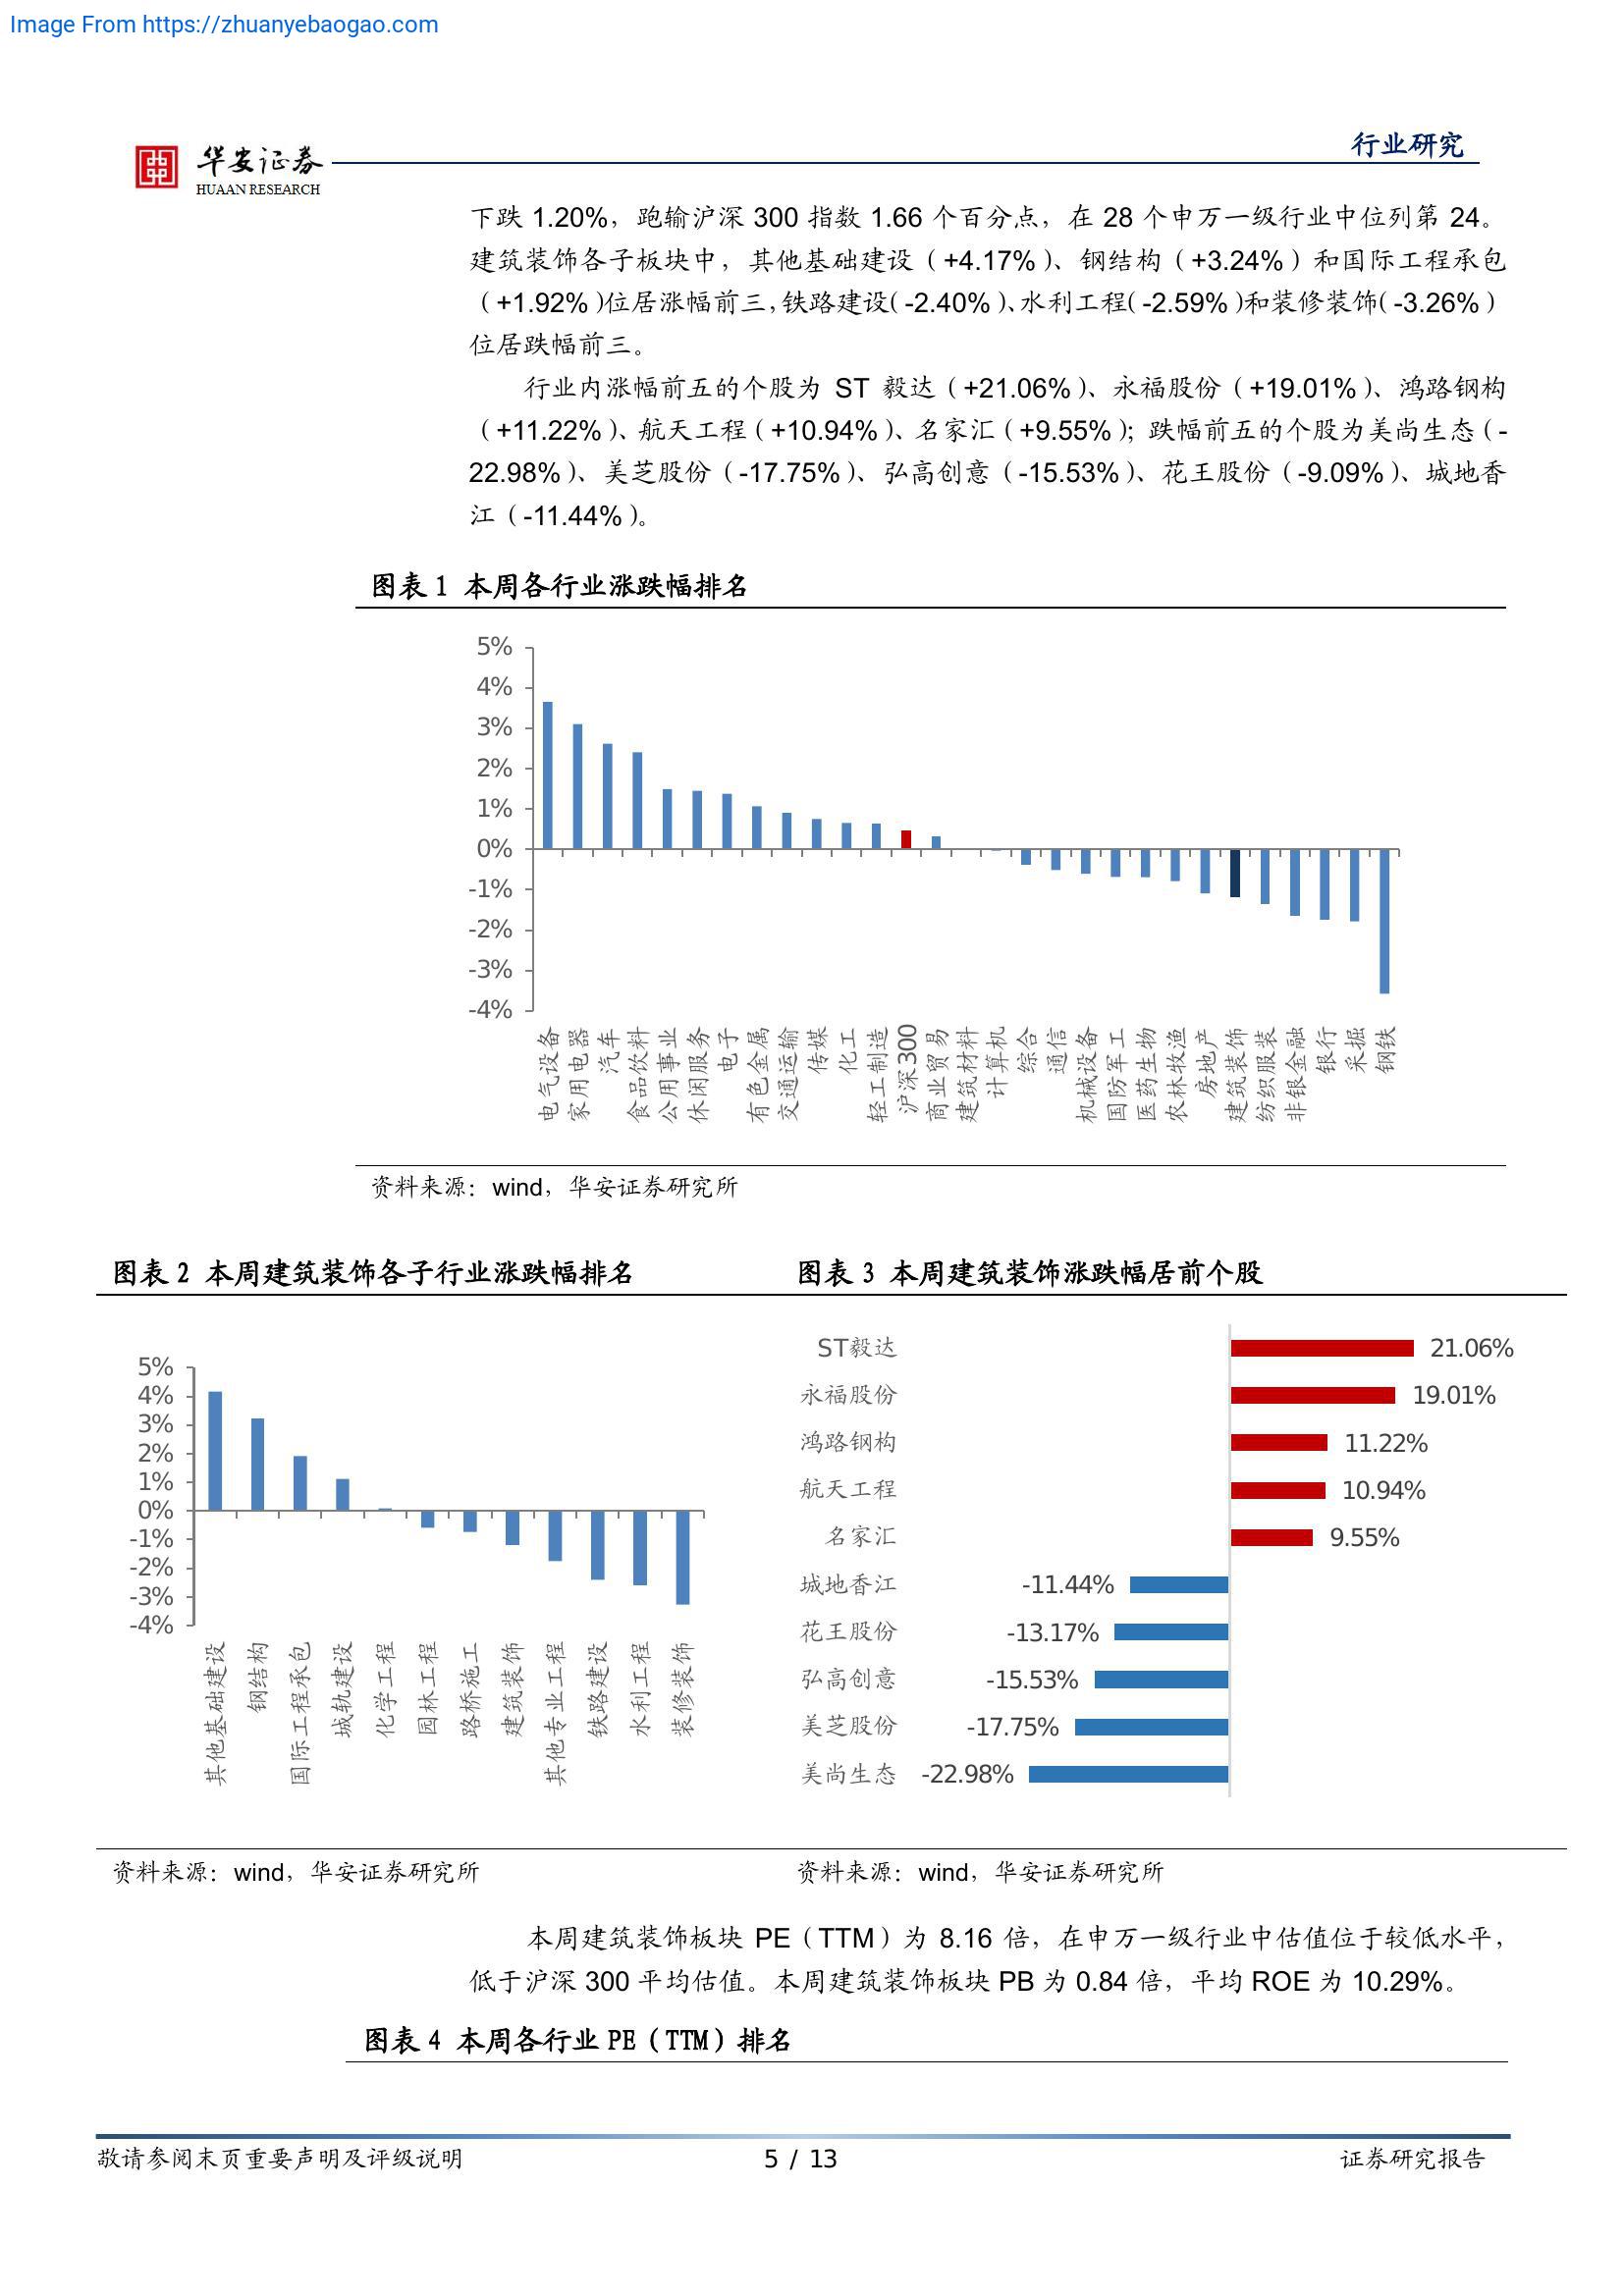 Image From https://zhuanyebaogao.com
华安证券
HUAAN RESEARCH
行业研究
下跌 1.20%，跑输沪深 300 指数 1.66 个百分点，在 28 个申万一级行业中位列第 24。
建筑装饰各子板块中，其他基础建设（+4.17%）、钢结构（+3.24%）和国际工程承包
（+1.92%）位居涨幅前三，铁路建设（-2.40%）、水利工程（-2.59%）和装修装饰（-3.26%）
位居跌幅前三。
行业内涨幅前五的个股为 ST 毅达（+21.06%）、永福股份（+19.01%）、鸿路钢构
（+11.22%）、航天工程（+10.94%）、名家汇（+9.55%）；跌幅前五的个股为美尚生态（-
22.98%）、美芝股份（-17.75%）、弘高创意（-15.53%）、花王股份（-9.09%）、城地香
江（-11.44%）。
图表 1 本周各行业涨跌幅排名
5%
4%
3%
2%
1%
0%
-1%
-2%
-3%
-4%
电气设备
家用电器
汽车
食品饮料
公用事业
休闲服务
电子
有色金属
交通运输
传媒
化工
轻工制造
沪深300
商业贸易
建筑材料
计算机
综合
通信
机械设备
国防军工
医药生物
农林牧渔
房地产
建筑装饰
纺织服装
非银金融
银行
采掘
钢铁
资料来源：wind，华安证券研究所
图表 2 本周建筑装饰各子行业涨跌幅排名
5%
4%
3%
2%
1%
0%
-1%
-2%
-3%
-4%
其他基础建设
钢结构
国际工程承包
城轨建设
化学工程
园林工程
路桥施工
建筑装饰
其他专业工程
铁路建设
水利工程
装修装饰
资料来源：wind，华安证券研究所
图表 3 本周建筑装饰涨跌幅居前个股
ST毅达 21.06%
永福股份 19.01%
鸿路钢构 11.22%
航天工程 10.94%
名家汇 9.55%
城地香江 -11.44%
花王股份 -13.17%
弘高创意 -15.53%
美芝股份 -17.75%
美尚生态 -22.98%
资料来源：wind，华安证券研究所
本周建筑装饰板块 PE（TTM）为 8.16 倍，在申万一级行业中估值位于较低水平，
低于沪深 300 平均估值。本周建筑装饰板块 PB 为 0.84 倍，平均 ROE 为 10.29%。
图表 4 本周各行业 PE（TTM）排名
敬请参阅末页重要声明及评级说明
5 / 13
证券研究报告